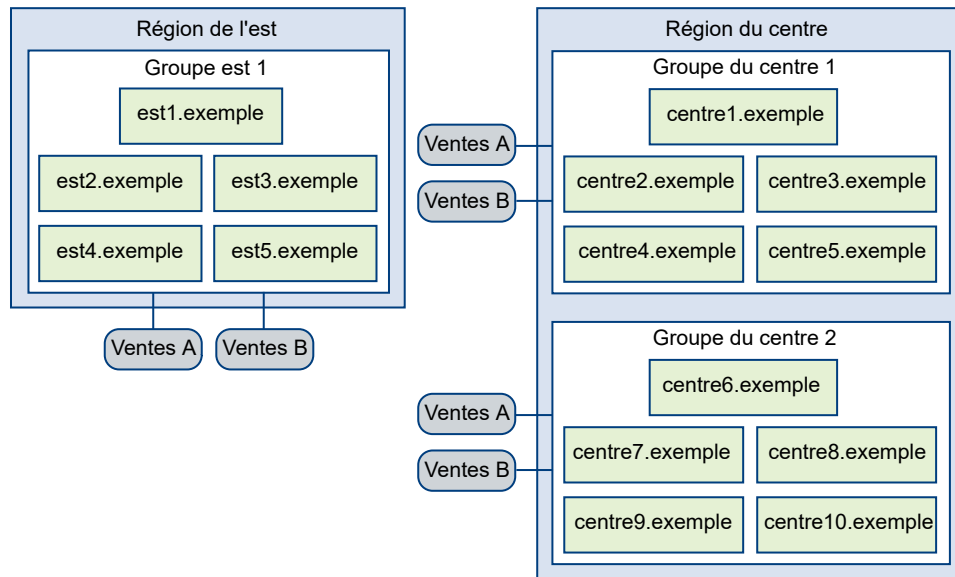 Région de l'est
Groupe est 1
est1.exemple
est2.exemple
est3.exemple
est4.exemple
est5.exemple
Ventes A
Ventes B
Région du centre
Groupe du centre 1
centre1.exemple
Ventes A
centre2.exemple
centre3.exemple
Ventes B
centre4.exemple
centre5.exemple
Groupe du centre 2
centre6.exemple
Ventes A
centre7.exemple
centre8.exemple
Ventes B
centre9.exemple
centre10.exemple